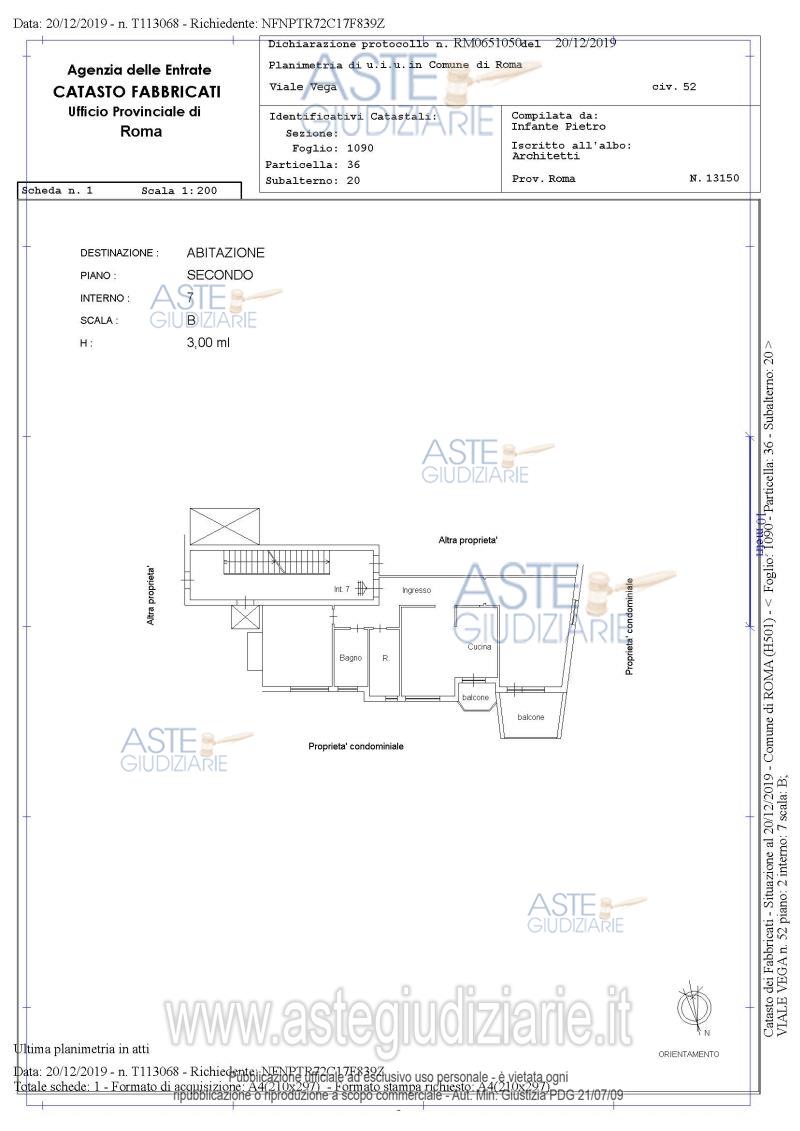 Data: 20/12/2019 - n. T113068 - Richiedente: NFNPTR72C17F839Z
Agenzia delle Entrate
CATASTO FABBRICATI
Ufficio Provinciale di
Roma
Dichiarazione protocollo n. RM0651050 del 20/12/2019
Planimetria di u.i.u. in Comune di Roma
Viale Vega civ. 52
Identificativi Catastali:
Sezione:
Foglio: 1090
Particella: 36
Subalterno: 20
Compilata da:
Infante Pietro
Iscritto all'albo:
Architetti
Prov. Roma N. 13150
Scheda n. 1 Scala 1:200
ASTE GIUDIZIARIE
DESTINAZIONE : ABITAZIONE
PIANO : SECONDO
INTERNO : 7
SCALA : B
H : 3,00 ml
ASTE GIUDIZIARIE
ASTE GIUDIZIARIE
Altra proprieta'
Altra proprieta'
Int. 7
Ingresso
ASTE GIUDIZIARIE
Proprieta' condominiale
Cucina
Bagno
R.
balcone
balcone
Proprieta' condominiale
ASTE GIUDIZIARIE
ASTE GIUDIZIARIE
10 metri
Catasto dei Fabbricati - Situazione al 20/12/2019 - Comune di ROMA (H501) - < Foglio: 1090 - Particella: 36 - Subalterno: 20 >
VIALE VEGA n. 52 piano: 2 interno: 7 scala: B;
N
ORIENTAMENTO
www.astegiudiziarie.it
Ultima planimetria in atti
Data: 20/12/2019 - n. T113068 - Richiedente: NFNPTR72C17F839Z
Totale schede: 1 - Formato di acquisizione: A4(210x297) - Formato stampa richiesto: A4(210x297)
Pubblicazione ufficiale ad esclusivo uso personale - è vietata ogni
ripubblicazione o riproduzione a scopo commerciale - Aut. Min. Giustizia PDG 21/07/09